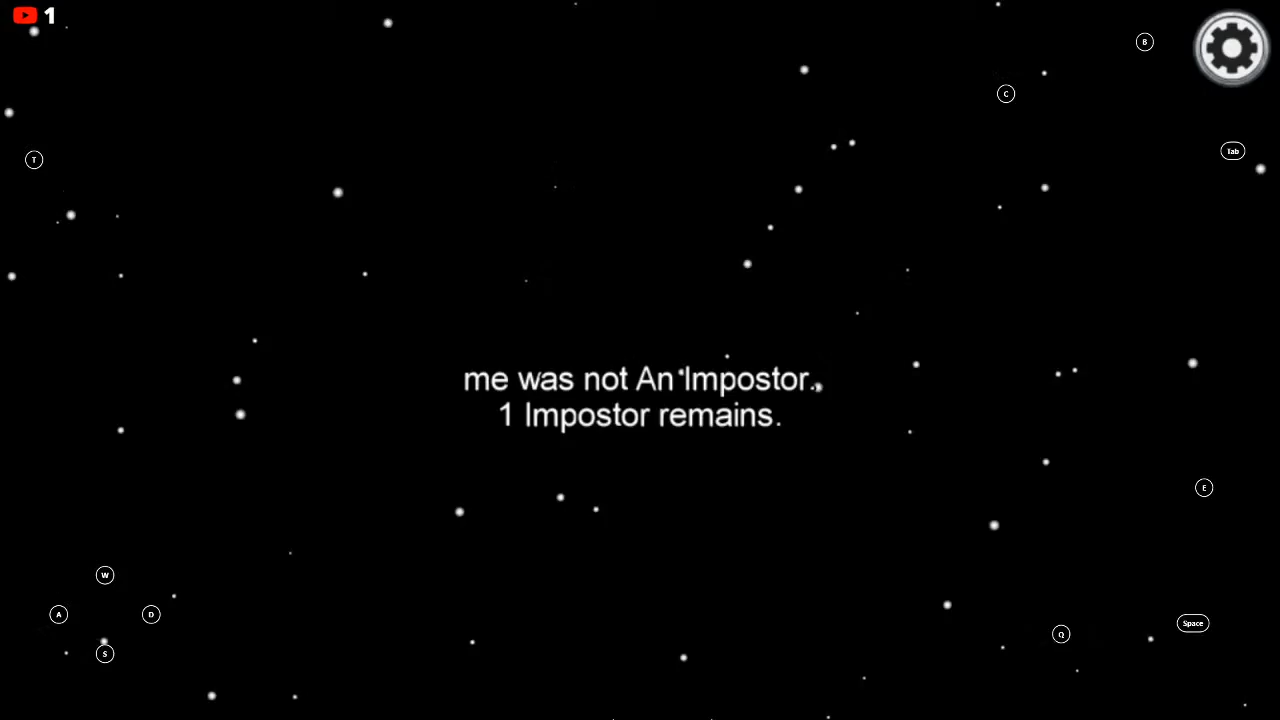 1
B
C
T
Tab
me was not An Impostor.
1 Impostor remains.
E
W
A
D
Space
Q
S